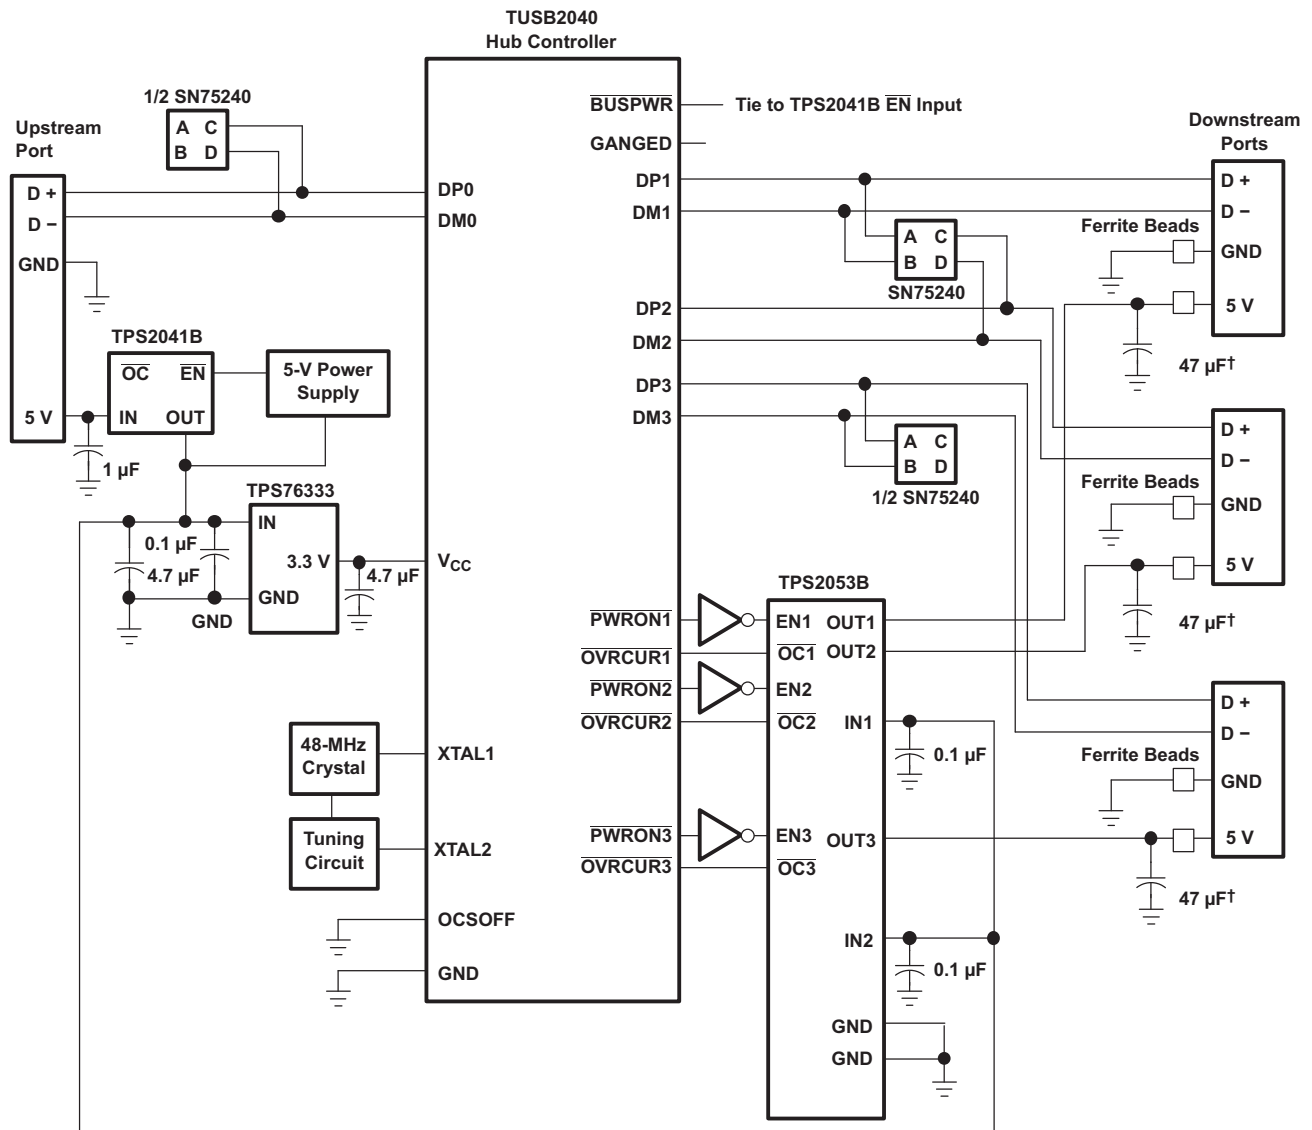 TUSB2040
Hub Controller
1/2 SN75240
A C
B D
Upstream
Port
D +
D −
GND
5 V
TPS2041B
OC EN
IN OUT
5-V Power
Supply
1 µF
TPS76333
IN
3.3 V
GND
0.1 µF
4.7 µF
GND
4.7 µF
48-MHz
Crystal
Tuning
Circuit
DP0
DM0
VCC
XTAL1
XTAL2
OCSOFF
GND
BUSPWR
Tie to TPS2041B EN Input
GANGED
DP1
DM1
DP2
DM2
DP3
DM3
PWRON1
OVRCUR1
PWRON2
OVRCUR2
PWRON3
OVRCUR3
A C
B D
SN75240
A C
B D
1/2 SN75240
TPS2053B
EN1 OUT1
OC1 OUT2
EN2
OC2 IN1
EN3 OUT3
OC3
IN2
GND
GND
0.1 µF
0.1 µF
Downstream
Ports
D +
D −
Ferrite Beads
GND
5 V
47 µF†
D +
D −
Ferrite Beads
GND
5 V
47 µF†
D +
D −
Ferrite Beads
GND
5 V
47 µF†